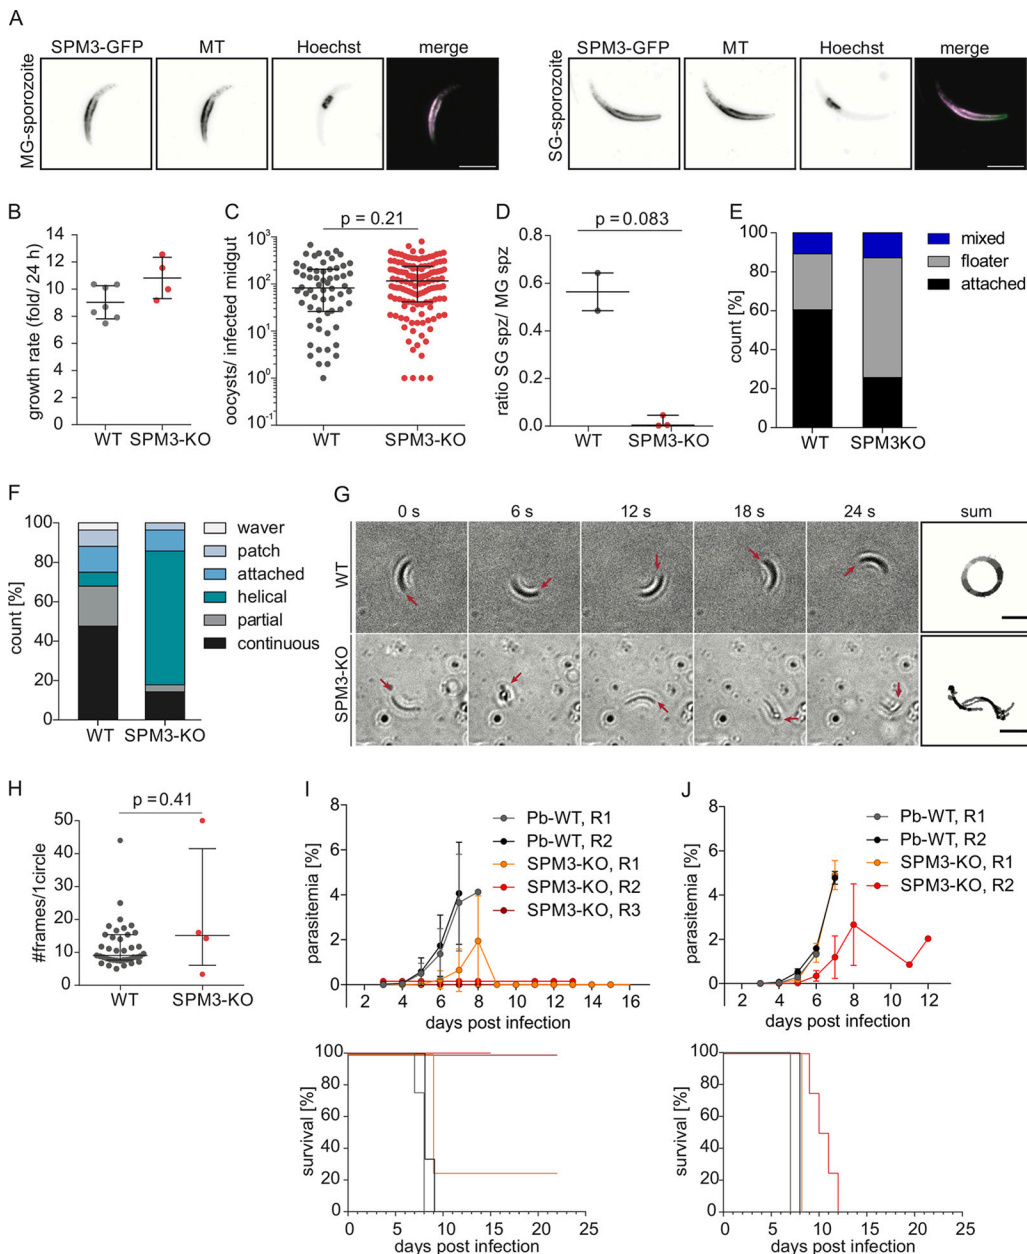 A
SPM3-GFP MT Hoechst merge
MG-sporozoite
SPM3-GFP MT Hoechst merge
SG-sporozoite
B
growth rate (fold/ 24 h)
14
12
10
8
6
4
2
0
WT SPM3-KO
C
p = 0.21
oocysts/ infected midgut
10³
10²
10¹
10⁰
10⁻¹
WT SPM3-KO
D
p = 0.083
ratio SG spz/ MG spz
0.8
0.6
0.4
0.2
0.0
WT SPM3-KO
E
count [%]
100
80
60
40
20
0
WT SPM3KO
mixed
floater
attached
F
count [%]
100
80
60
40
20
0
WT SPM3-KO
waver
patch
attached
helical
partial
continuous
G
0 s 6 s 12 s 18 s 24 s sum
WT
SPM3-KO
H
p = 0.41
#frames/1circle
50
40
30
20
10
0
WT SPM3-KO
I
parasitemia [%]
8
6
4
2
0
2 4 6 8 10 12 14 16
days post infection
Pb-WT, R1
Pb-WT, R2
SPM3-KO, R1
SPM3-KO, R2
SPM3-KO, R3
survival [%]
100
80
60
40
20
0
0 5 10 15 20 25
days post infection
J
parasitemia [%]
8
6
4
2
0
2 4 6 8 10 12
days post infection
Pb-WT, R1
Pb-WT, R2
SPM3-KO, R1
SPM3-KO, R2
survival [%]
100
80
60
40
20
0
0 5 10 15 20 25
days post infection